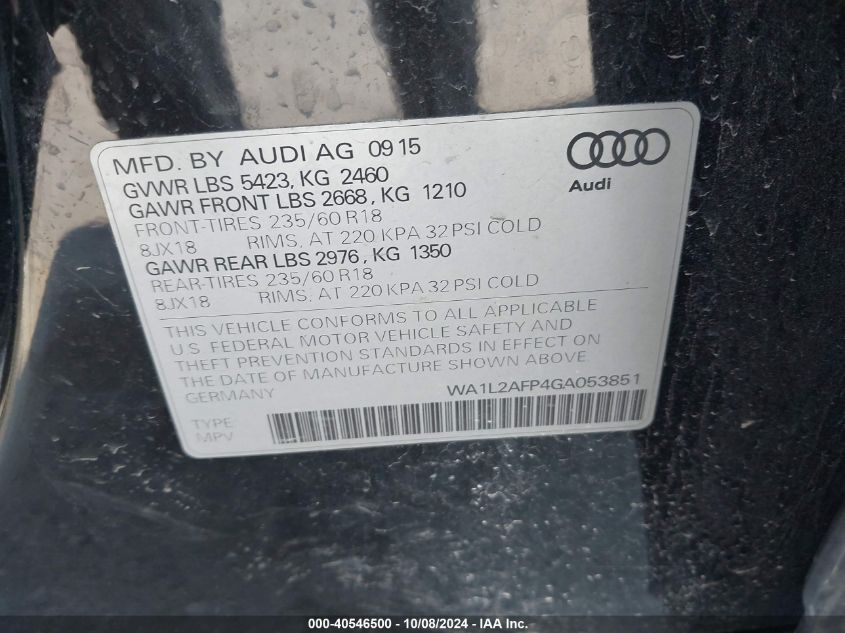 MFD. BY AUDI AG 09 15
GVWR LBS 5423, KG 2460
GAWR FRONT LBS 2668, KG 1210
FRONT-TIRES 235/60 R18
8JX18 RIMS, AT 220 KPA 32 PSI COLD
GAWR REAR LBS 2976, KG 1350
REAR-TIRES 235/60 R18
8JX18 RIMS, AT 220 KPA 32 PSI COLD
Audi
THIS VEHICLE CONFORMS TO ALL APPLICABLE
U.S. FEDERAL MOTOR VEHICLE SAFETY AND
THEFT PREVENTION STANDARDS IN EFFECT ON
THE DATE OF MANUFACTURE SHOWN ABOVE.
GERMANY WA1L2AFP4GA053851
TYPE:
MPV
000-40546500 - 10/08/2024 - IAA Inc.